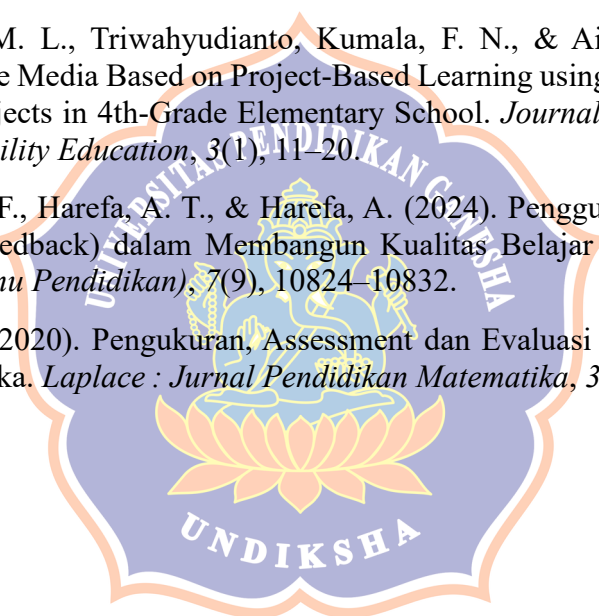 M. L., Triwahyudianto, Kumala, F. N., & Ai
e Media Based on Project-Based Learning using
jects in 4th-Grade Elementary School. Journal
ility Education, 3(1), 11–20.
F., Harefa, A. T., & Harefa, A. (2024). Penggu
edback) dalam Membangun Kualitas Belajar
nu Pendidikan), 7(9), 10824–10832.
2020). Pengukuran, Assessment dan Evaluasi
ka. Laplace : Jurnal Pendidikan Matematika, 3
UNIVERSITAS PENDIDIKAN GANESHA
UNDIKSHA